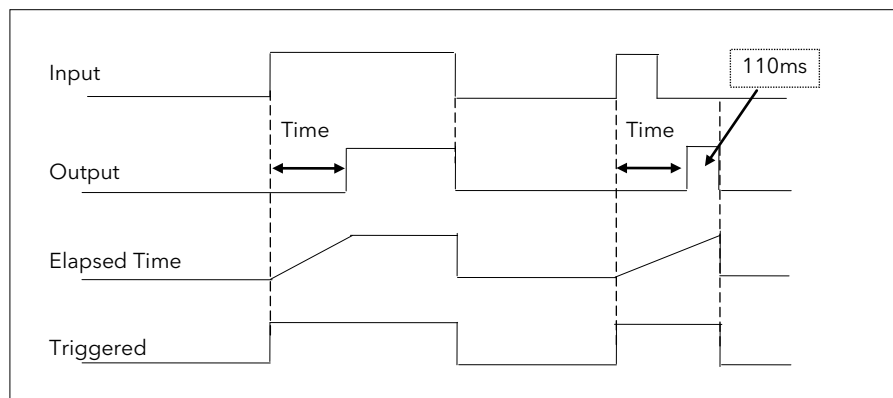 Input
110ms
Time
Time
Output
Elapsed Time
Triggered